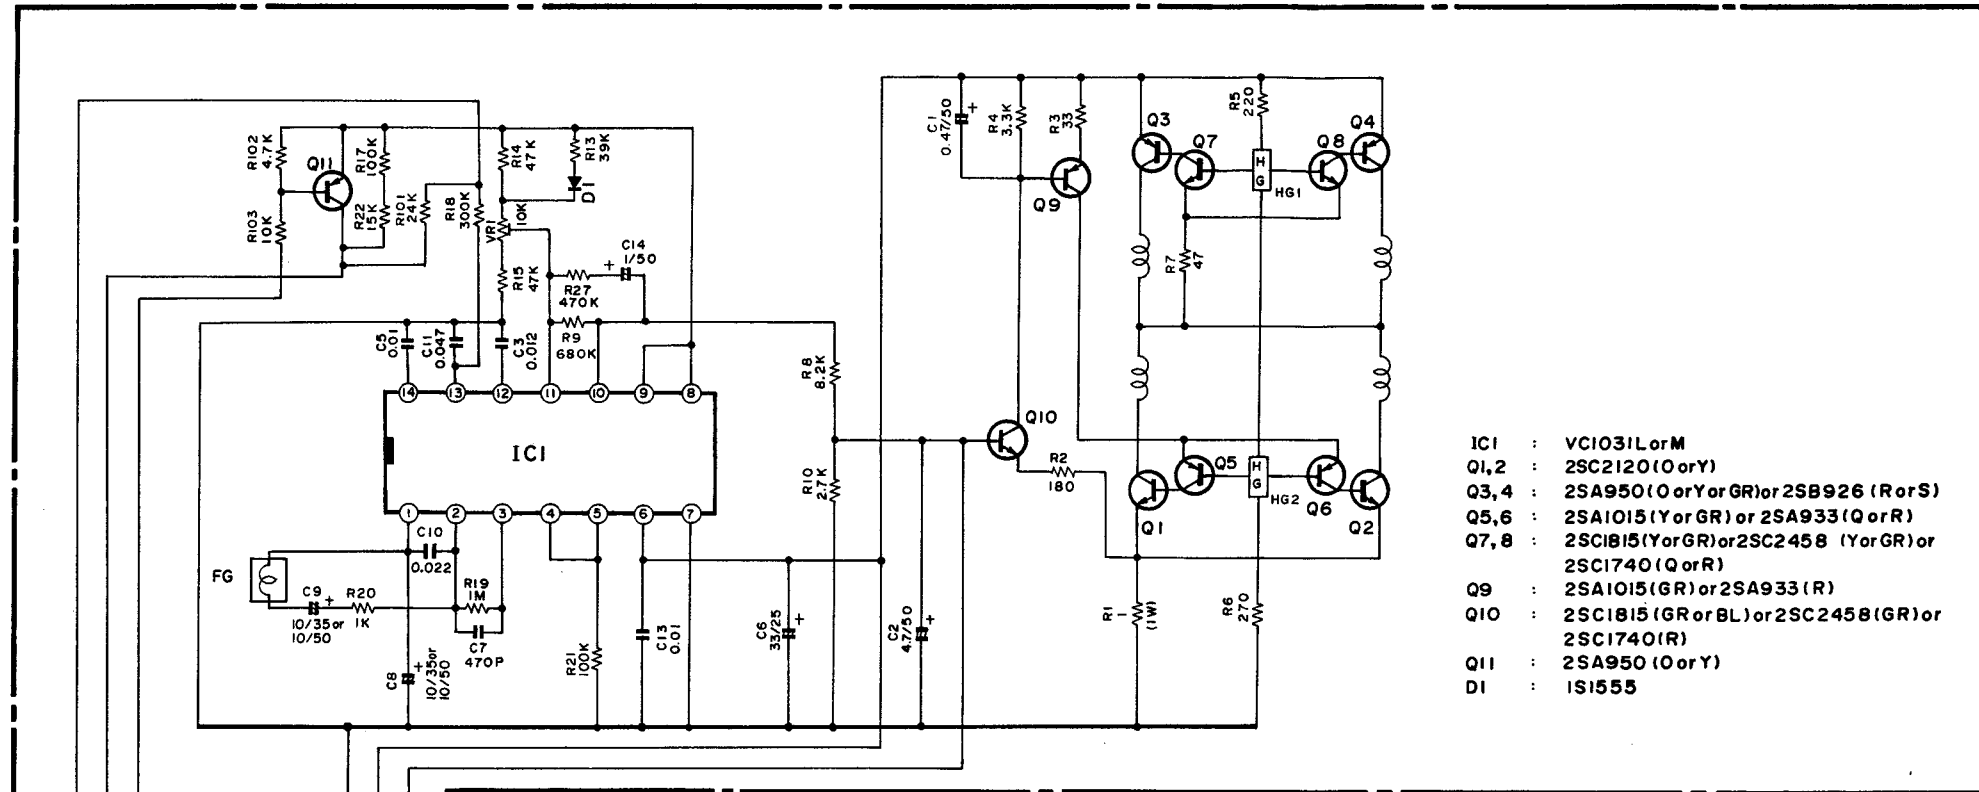 R102
4.7K
Q11
R17
100K
R103
10K
R22
15K
R101
24K
R18
300K
R14
47K
R13
39K
D1
VR1
10K
R15
47K
C14
+
1/50
R27
470K
R9
680K
C5
0.01
C11
0.047
C3
0.012
14
13
12
11
10
9
8
IC1
1
2
3
4
5
6
7
FG
C10
0.022
C9
+
10/35or
10/50
R20
1K
R19
1M
C7
470P
C8
+
10/35or
10/50
R21
100K
C13
0.01
C6
33/25
+
R8
8.2K
R10
2.7K
C2
4.7/50
+
C1
0.47/50
+
R4
3.3K
R3
33
Q9
Q10
R2
180
Q3
Q7
R5
220
Q8
Q4
H
G
HG1
R7
47
Q1
Q5
H
G
HG2
Q6
Q2
R1
1
(1W)
R6
270
IC1 : VC1031LorM
Q1,2 : 2SC2120(OorY)
Q3,4 : 2SA950(OorYorGR)or2SB926(RorS)
Q5,6 : 2SA1015(YorGR)or2SA933(QorR)
Q7,8 : 2SC1815(YorGR)or2SC2458 (YorGR)or
2SC1740(QorR)
Q9 : 2SA1015(GR)or2SA933(R)
Q10 : 2SC1815(GRorBL)or2SC2458(GR)or
2SC1740(R)
Q11 : 2SA950(OorY)
D1 : 1S1555